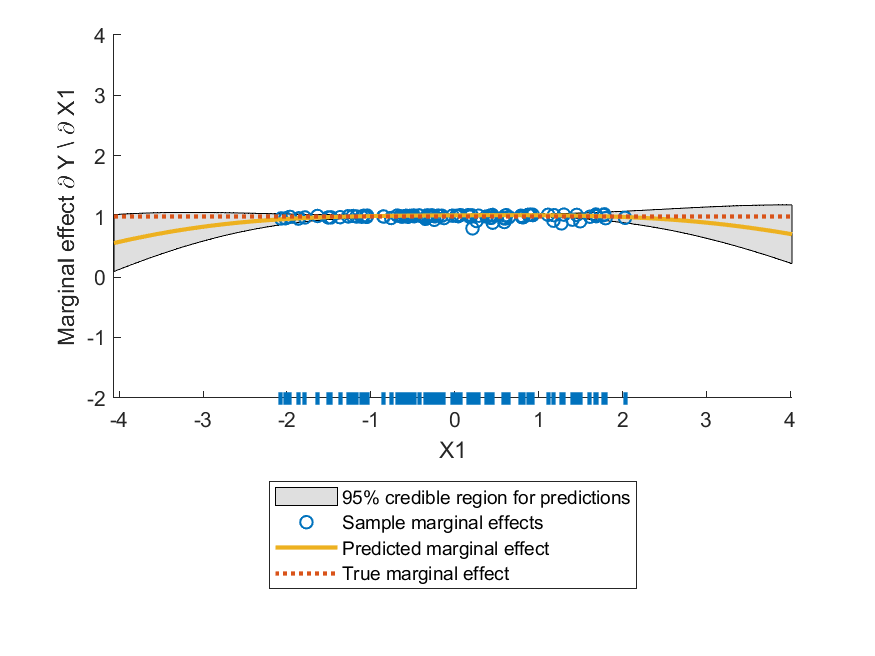 4
3
2
1
0
-1
-2
Marginal effect ∂ Y \ ∂ X1
-4 -3 -2 -1 0 1 2 3 4
X1
95% credible region for predictions
Sample marginal effects
Predicted marginal effect
True marginal effect